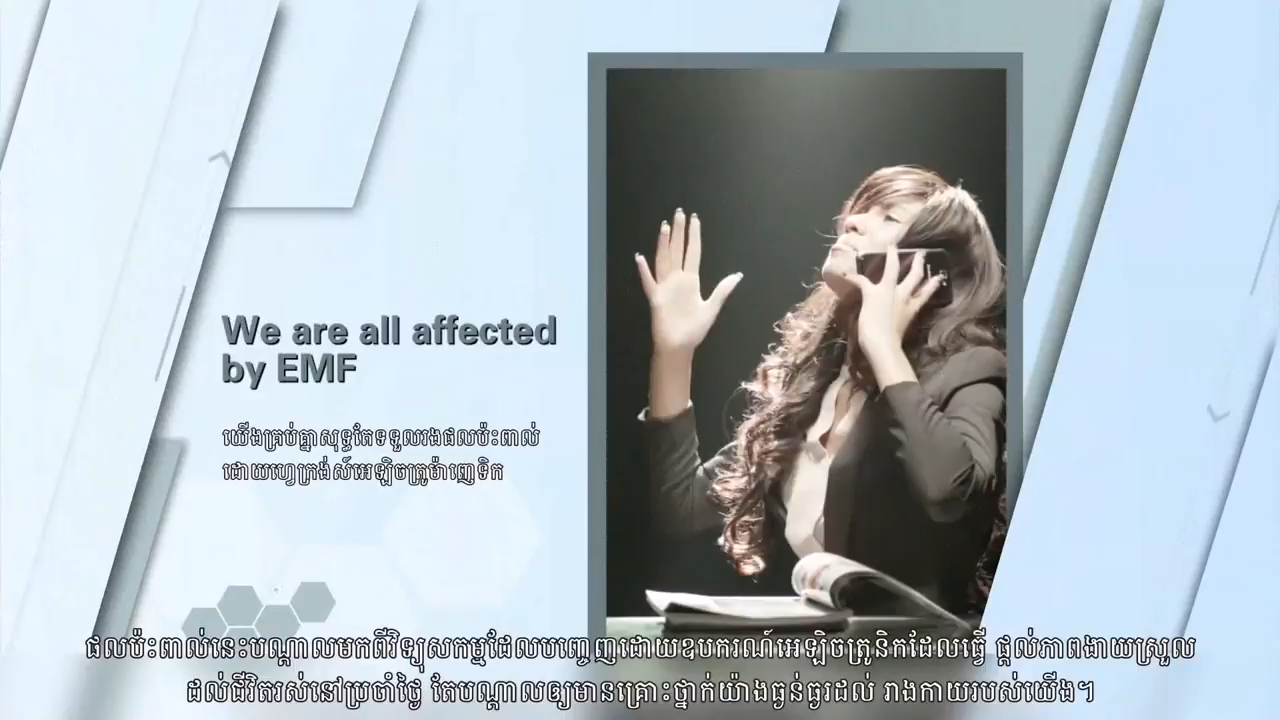 We are all affected
by EMF
យើងគ្រប់គ្នាសុទ្ធតែទទួលរងផលប៉ះពាល់
ដោយហ្វេក្រង់ស៍អេឡិចត្រូម៉ាញេទិក
ផលប៉ះពាល់នេះបណ្តាលមកពីវិទ្យុសកម្មដែលបញ្ចេញដោយឧបករណ៍អេឡិចត្រូនិកដែលធ្វើ ផ្តល់ភាពងាយស្រួល
ដល់ជីវិតរស់នៅប្រចាំថ្ងៃ តែបណ្តាលឲ្យមានគ្រោះថ្នាក់យ៉ាងធ្ងន់ធ្ងរដល់ រាងកាយរបស់យើង។